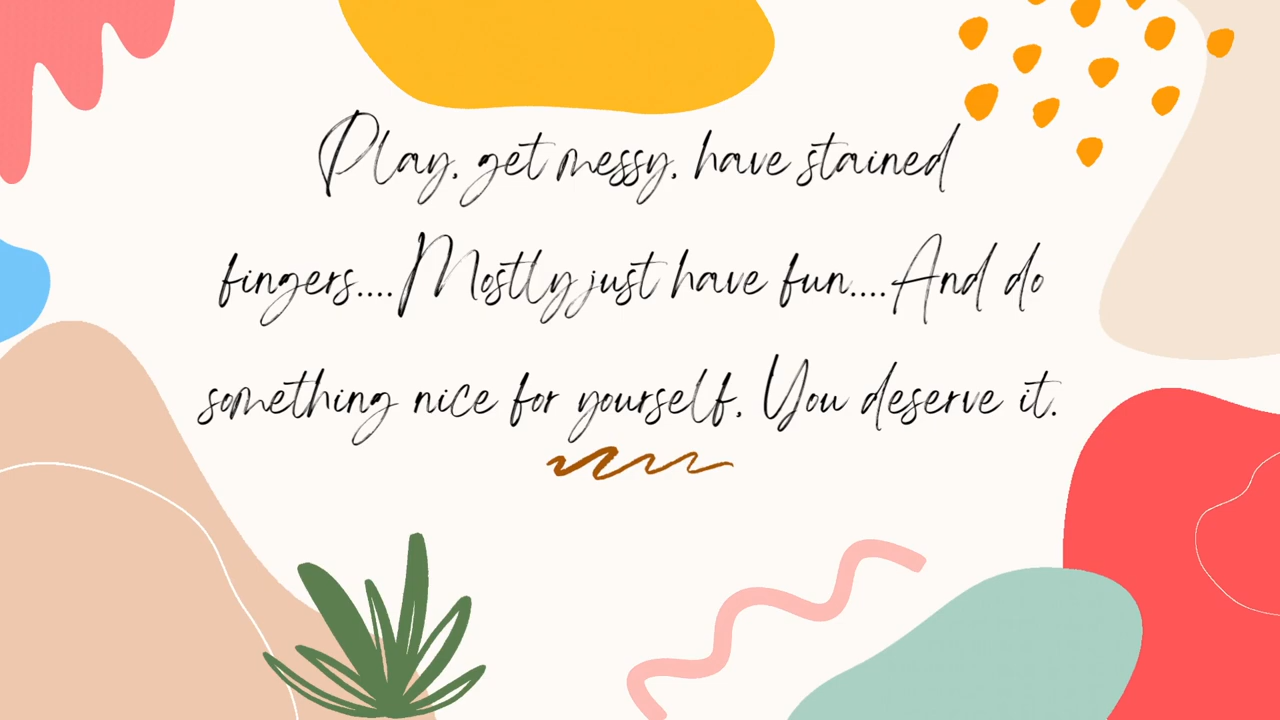 Play, get messy, have stained
fingers....Mostly just have fun....And do
something nice for yourself, You deserve it.